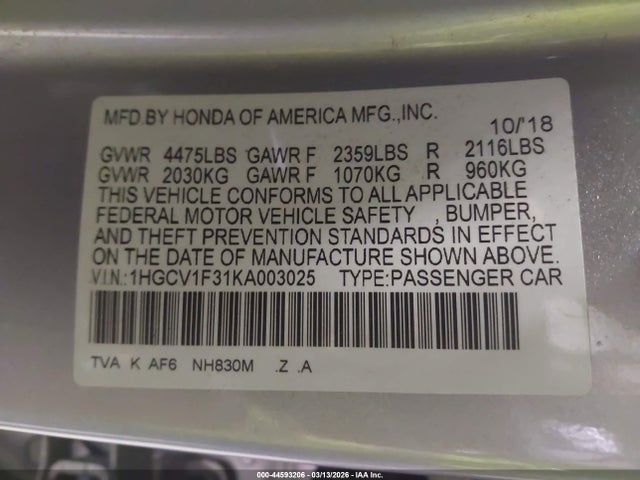 MFD.BY HONDA OF AMERICA MFG.,INC.
10/'18
GVWR 4475LBS GAWR F 2359LBS R 2116LBS
GVWR 2030KG GAWR F 1070KG R 960KG
THIS VEHICLE CONFORMS TO ALL APPLICABLE
FEDERAL MOTOR VEHICLE SAFETY , BUMPER,
AND THEFT PREVENTION STANDARDS IN EFFECT
ON THE DATE OF MANUFACTURE SHOWN ABOVE.
V.I.N.:1HGCV1F31KA003025 TYPE:PASSENGER CAR
TVA K AF6 NH830M .Z .A
000-44593206 - 03/13/2026 - IAA Inc.